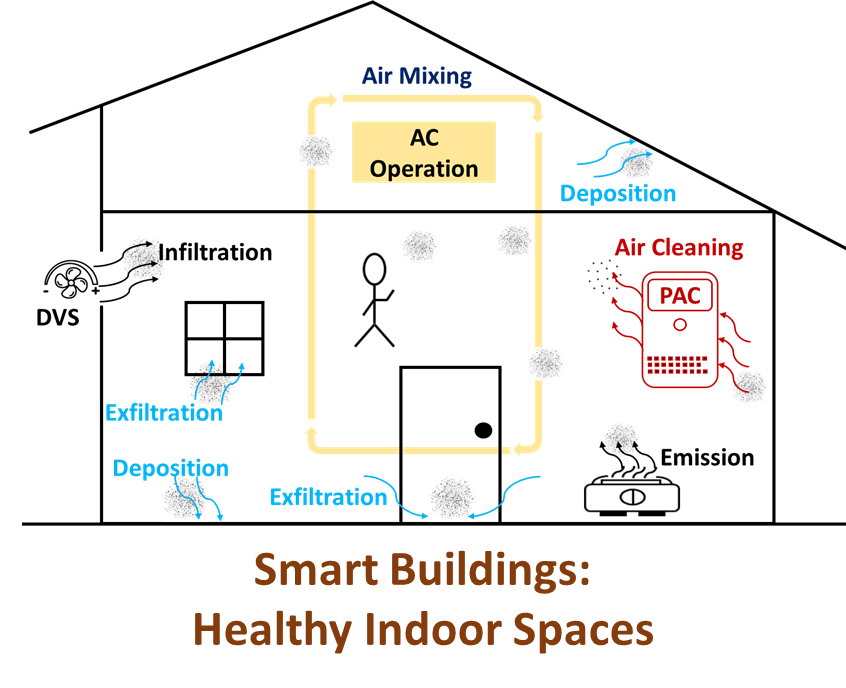 Air Mixing
AC
Operation
Deposition
Infiltration
- +
DVS
Air Cleaning
PAC
Exfiltration
Deposition
Exfiltration
Emission
Smart Buildings:
Healthy Indoor Spaces